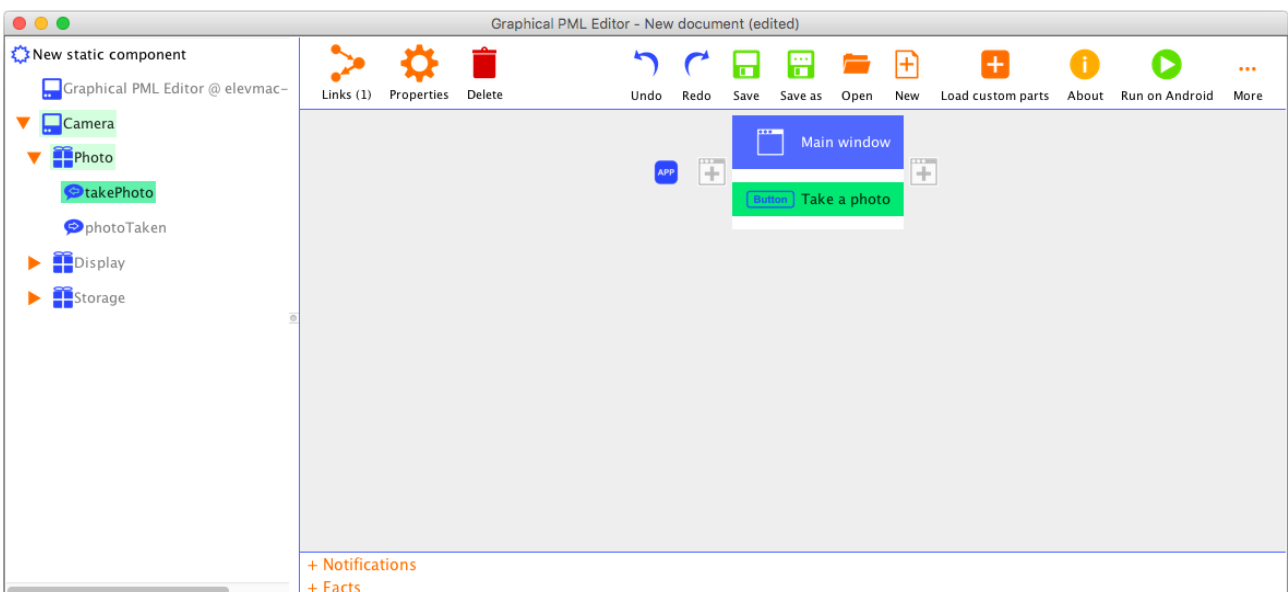 Graphical PML Editor - New document (edited)
New static component
Graphical PML Editor @ elevmac-
Camera
Photo
takePhoto
photoTaken
Display
Storage
Links (1) Properties Delete Undo Redo Save Save as Open New Load custom parts About Run on Android More
Main window
APP
Button Take a photo
+ Notifications
+ Facts